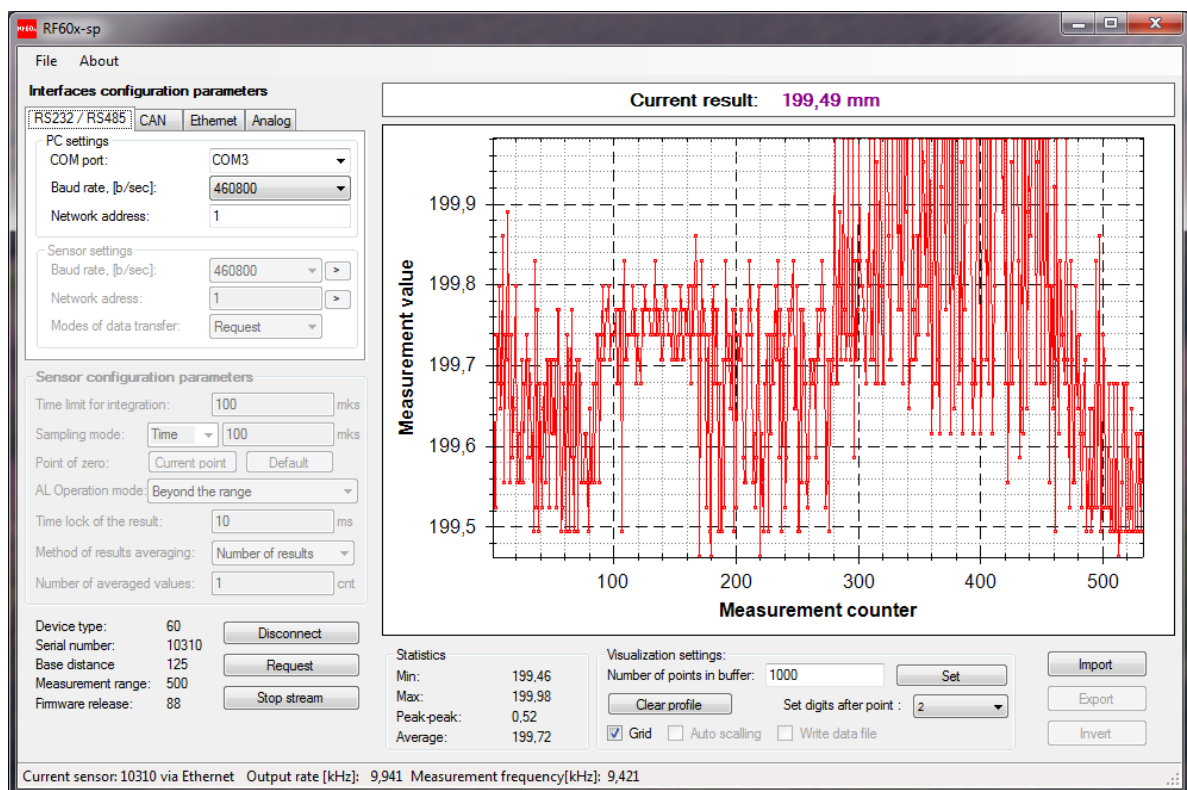 RF60x RF60x-sp
File About
Interfaces configuration parameters
RS232 / RS485 CAN Ethernet Analog
PC settings
COM port: COM3
Baud rate, [b/sec]: 460800
Network address: 1
Sensor settings
Baud rate, [b/sec]: 460800 >
Network adress: 1 >
Modes of data transfer: Request
Sensor configuration parameters
Time limit for integration: 100 mks
Sampling mode: Time 100 mks
Point of zero: Current point Default
AL Operation mode: Beyond the range
Time lock of the result: 10 ms
Method of results averaging: Number of results
Number of averaged values: 1 cnt
Device type: 60
Serial number: 10310
Base distance 125
Measurement range: 500
Firmware release: 88
Disconnect
Request
Stop stream
Current result: 199,49 mm
Measurement value
199,9
199,8
199,7
199,6
199,5
100 200 300 400 500
Measurement counter
Statistics
Min: 199,46
Max: 199,98
Peak-peak: 0,52
Average: 199,72
Visualization settings:
Number of points in buffer: 1000 Set
Clear profile Set digits after point : 2
Grid Auto scalling Write data file
Import
Export
Invert
Current sensor: 10310 via Ethernet Output rate [kHz]: 9,941 Measurement frequency[kHz]: 9,421